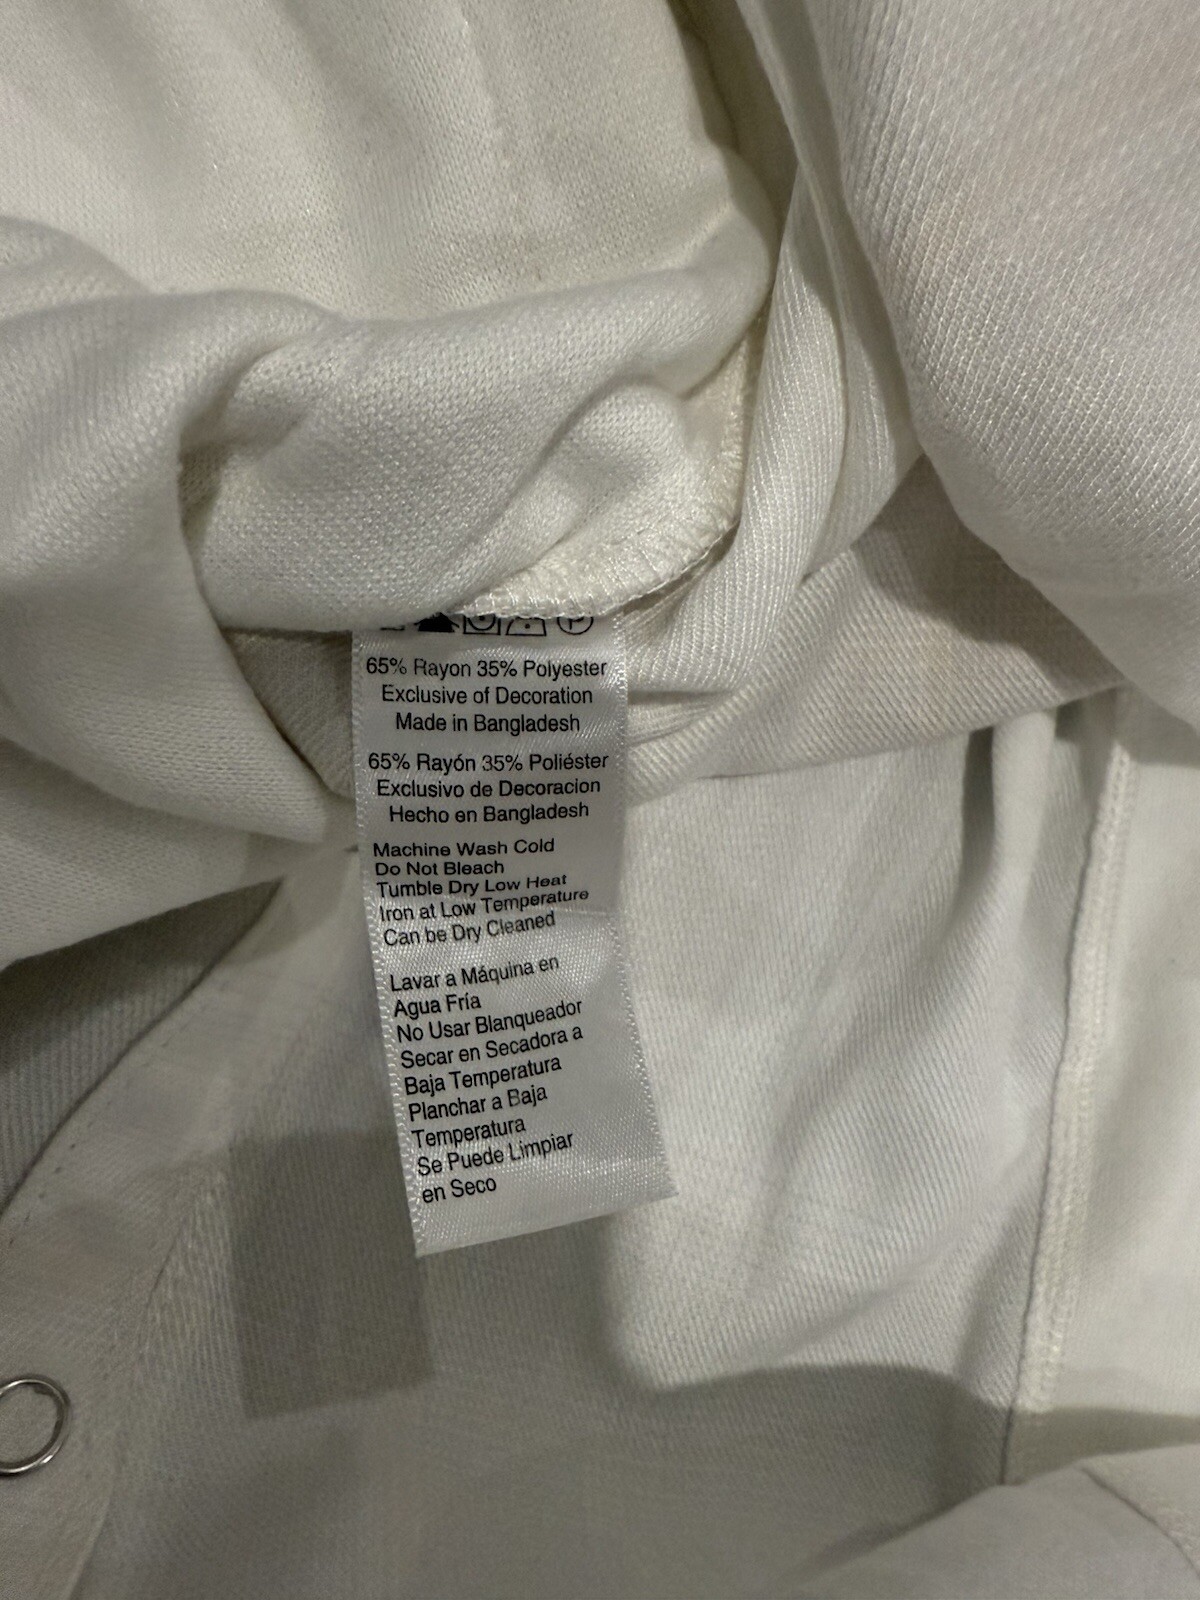 65% Rayon 35% Polyester
Exclusive of Decoration
Made in Bangladesh
65% Rayón 35% Poliéster
Exclusivo de Decoracion
Hecho en Bangladesh
Machine Wash Cold
Do Not Bleach
Tumble Dry Low Heat
Iron at Low Temperature
Can be Dry Cleaned
Lavar a Máquina en
Agua Fría
No Usar Blanqueador
Secar en Secadora a
Baja Temperatura
Planchar a Baja
Temperatura
Se Puede Limpiar
en Seco